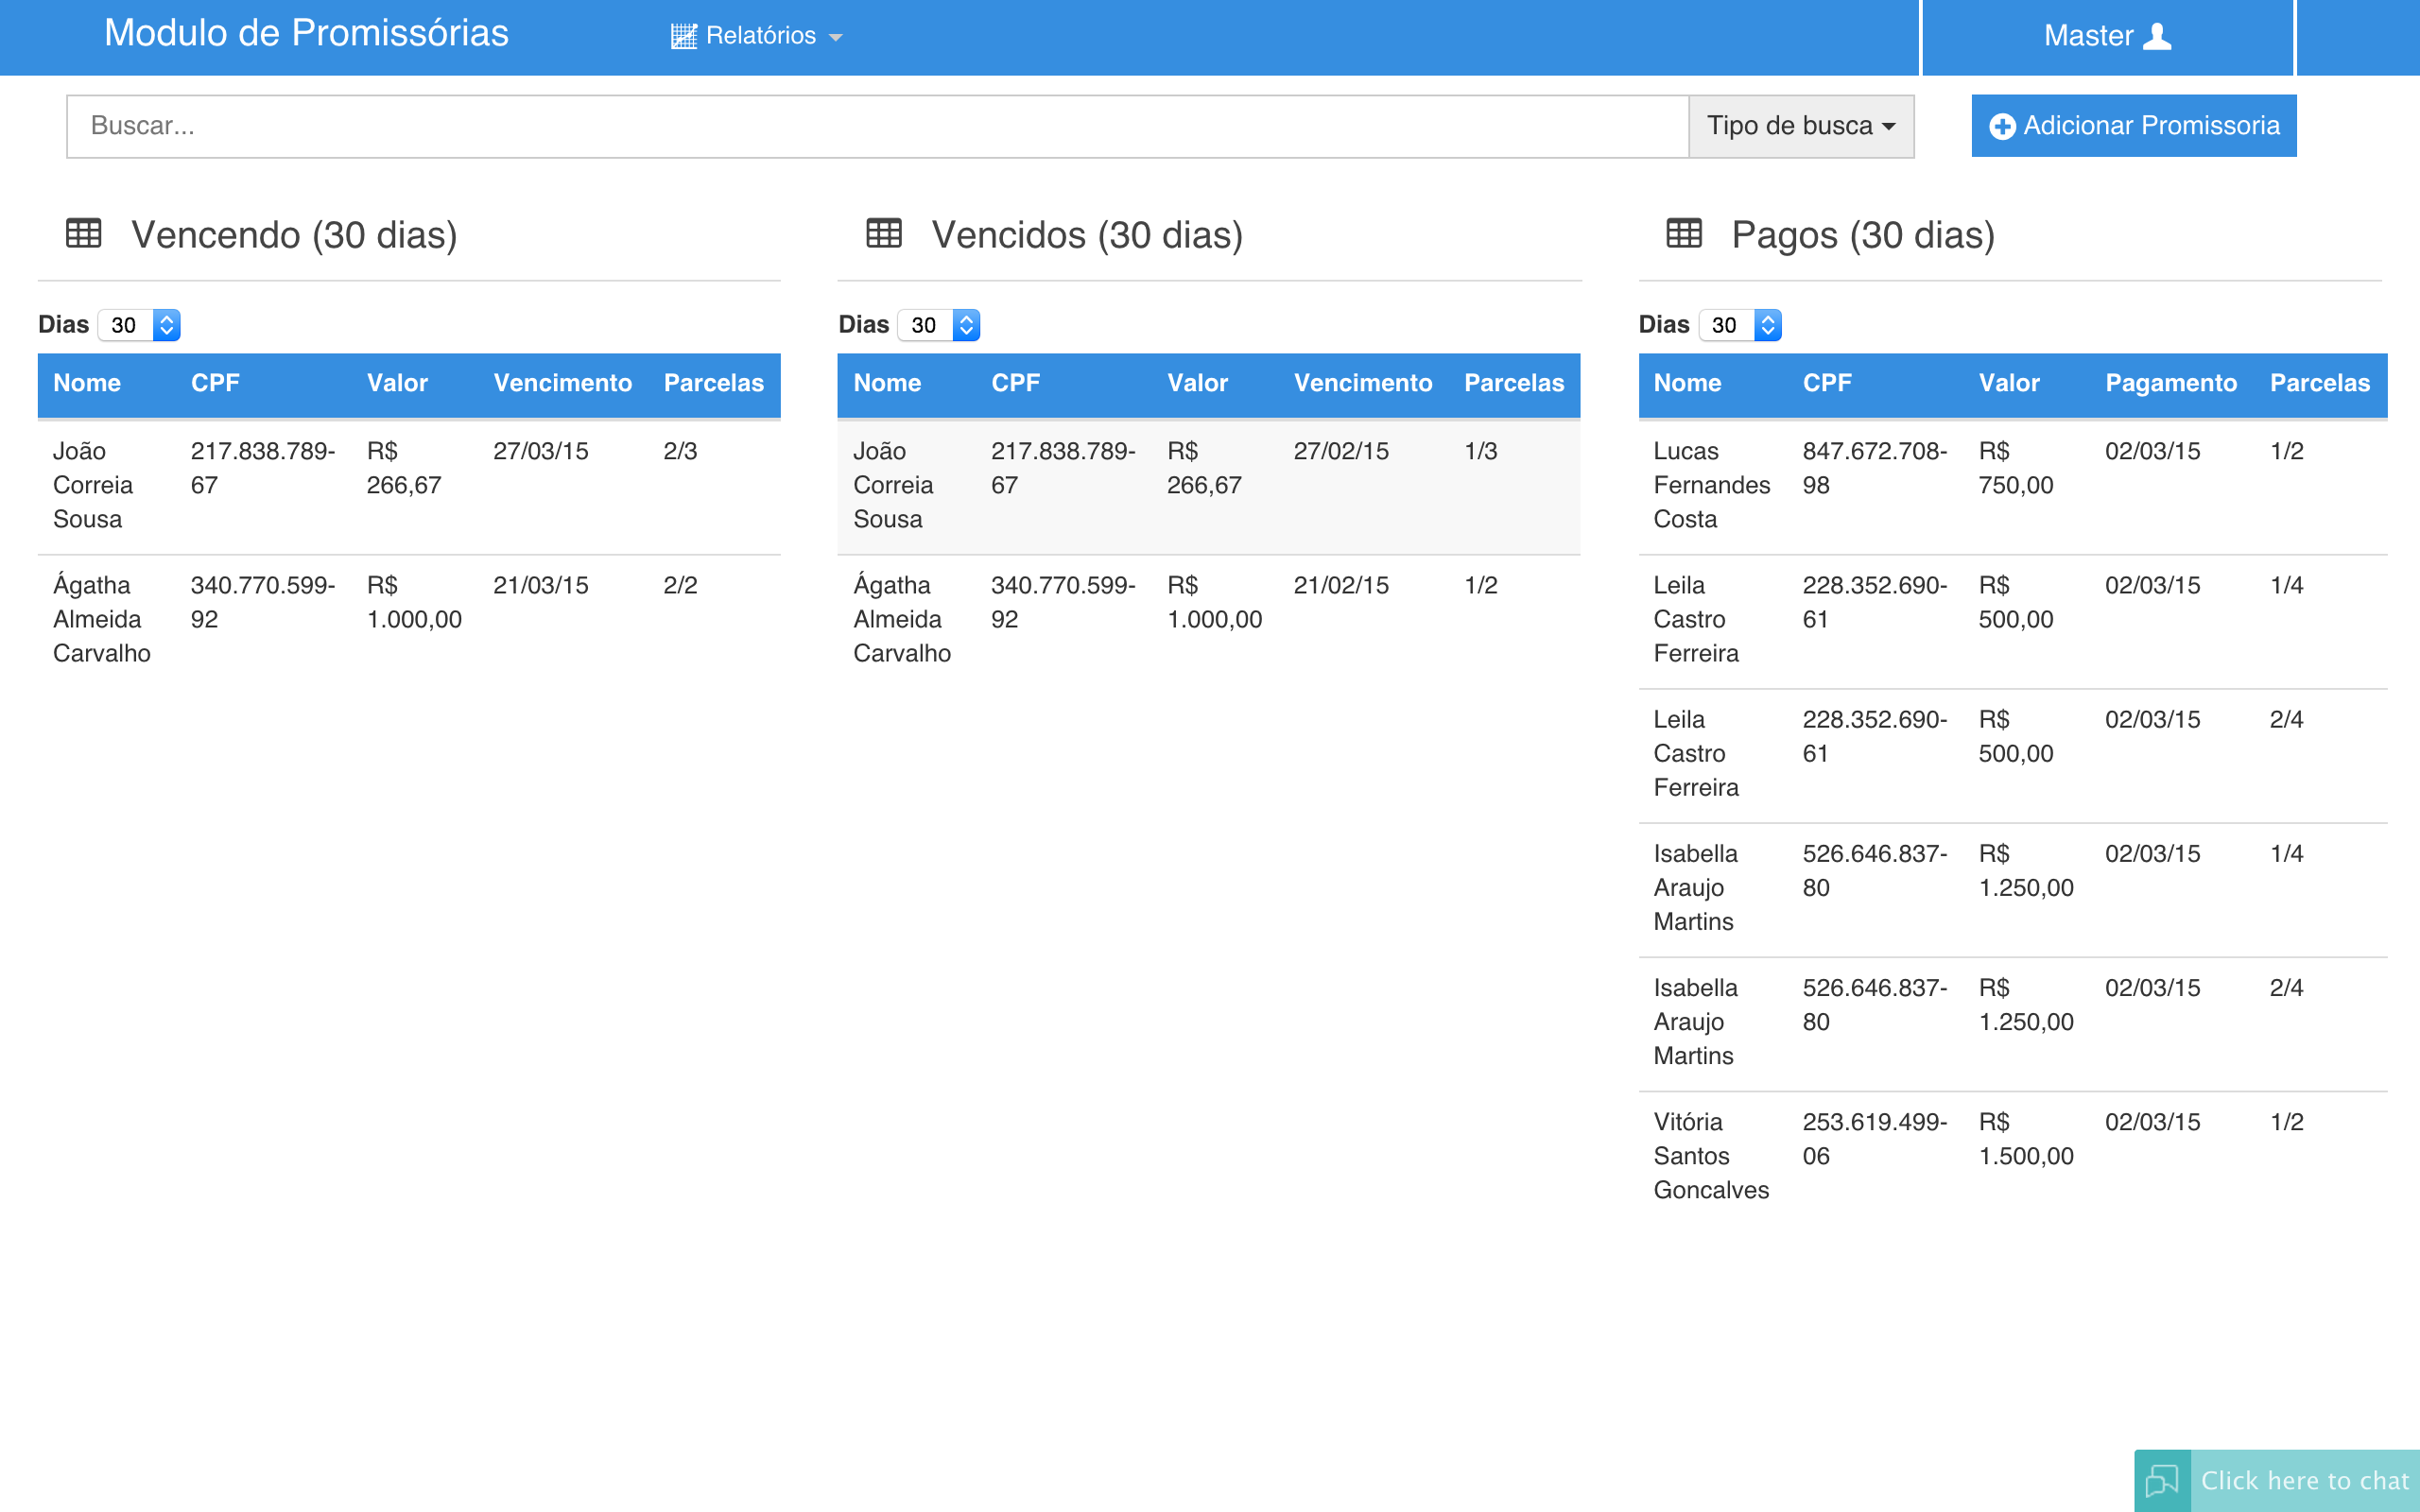 Modulo de Promissórias
Relatórios
Master
Buscar...
Tipo de busca
Adicionar Promissoria
Vencendo (30 dias)
Dias 30
Nome CPF Valor Vencimento Parcelas
João 217.838.789- R$ 27/03/15 2/3
Correia 67 266,67
Sousa
Ágatha 340.770.599- R$ 21/03/15 2/2
Almeida 92 1.000,00
Carvalho
Vencidos (30 dias)
Dias 30
Nome CPF Valor Vencimento Parcelas
João 217.838.789- R$ 27/02/15 1/3
Correia 67 266,67
Sousa
Ágatha 340.770.599- R$ 21/02/15 1/2
Almeida 92 1.000,00
Carvalho
Pagos (30 dias)
Dias 30
Nome CPF Valor Pagamento Parcelas
Lucas 847.672.708- R$ 02/03/15 1/2
Fernandes 98 750,00
Costa
Leila 228.352.690- R$ 02/03/15 1/4
Castro 61 500,00
Ferreira
Leila 228.352.690- R$ 02/03/15 2/4
Castro 61 500,00
Ferreira
Isabella 526.646.837- R$ 02/03/15 1/4
Araujo 80 1.250,00
Martins
Isabella 526.646.837- R$ 02/03/15 2/4
Araujo 80 1.250,00
Martins
Vitória 253.619.499- R$ 02/03/15 1/2
Santos 06 1.500,00
Goncalves
Click here to chat